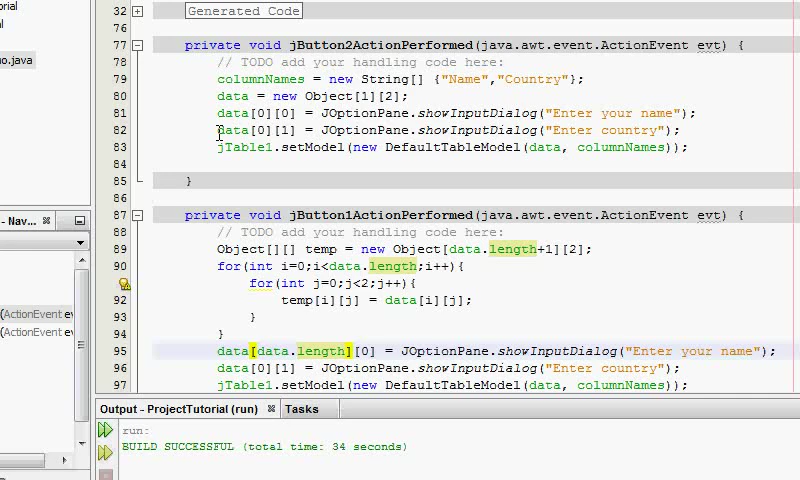 torial
al
o.java
- Nav...
(ActionEvent ev
(ActionEvent ev
32 Generated Code
76
77 private void jButton2ActionPerformed(java.awt.event.ActionEvent evt) {
78 // TODO add your handling code here:
79 columnNames = new String[] {"Name","Country"};
80 data = new Object[1][2];
81 data[0][0] = JOptionPane.showInputDialog("Enter your name");
82 data[0][1] = JOptionPane.showInputDialog("Enter country");
83 jTable1.setModel(new DefaultTableModel(data, columnNames));
84
85 }
86
87 private void jButton1ActionPerformed(java.awt.event.ActionEvent evt) {
88 // TODO add your handling code here:
89 Object[][] temp = new Object[data.length+1][2];
90 for(int i=0;i<data.length;i++){
for(int j=0;j<2;j++){
92 temp[i][j] = data[i][j];
93 }
94 }
95 data[data.length][0] = JOptionPane.showInputDialog("Enter your name");
96 data[0][1] = JOptionPane.showInputDialog("Enter country");
97 jTable1.setModel(new DefaultTableModel(data, columnNames));
Output - ProjectTutorial (run) Tasks
run:
BUILD SUCCESSFUL (total time: 34 seconds)